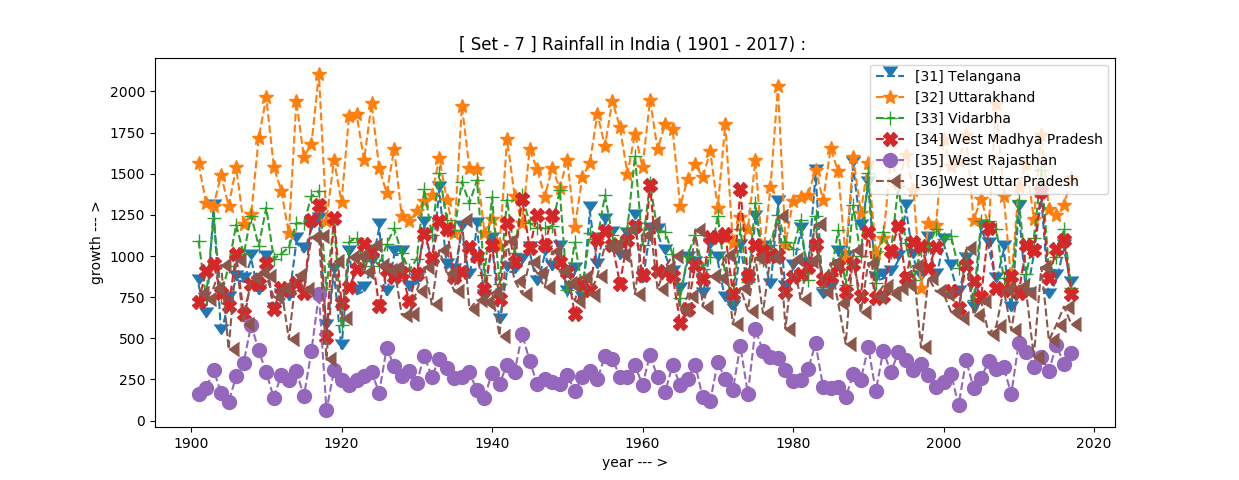 [ Set - 7 ] Rainfall in India ( 1901 - 2017) :
growth --- >
2000
1750
1500
1250
1000
750
500
250
0
[31] Telangana
[32] Uttarakhand
[33] Vidarbha
[34] West Madhya Pradesh
[35] West Rajasthan
[36]West Uttar Pradesh
1900 1920 1940 1960 1980 2000 2020
year --- >